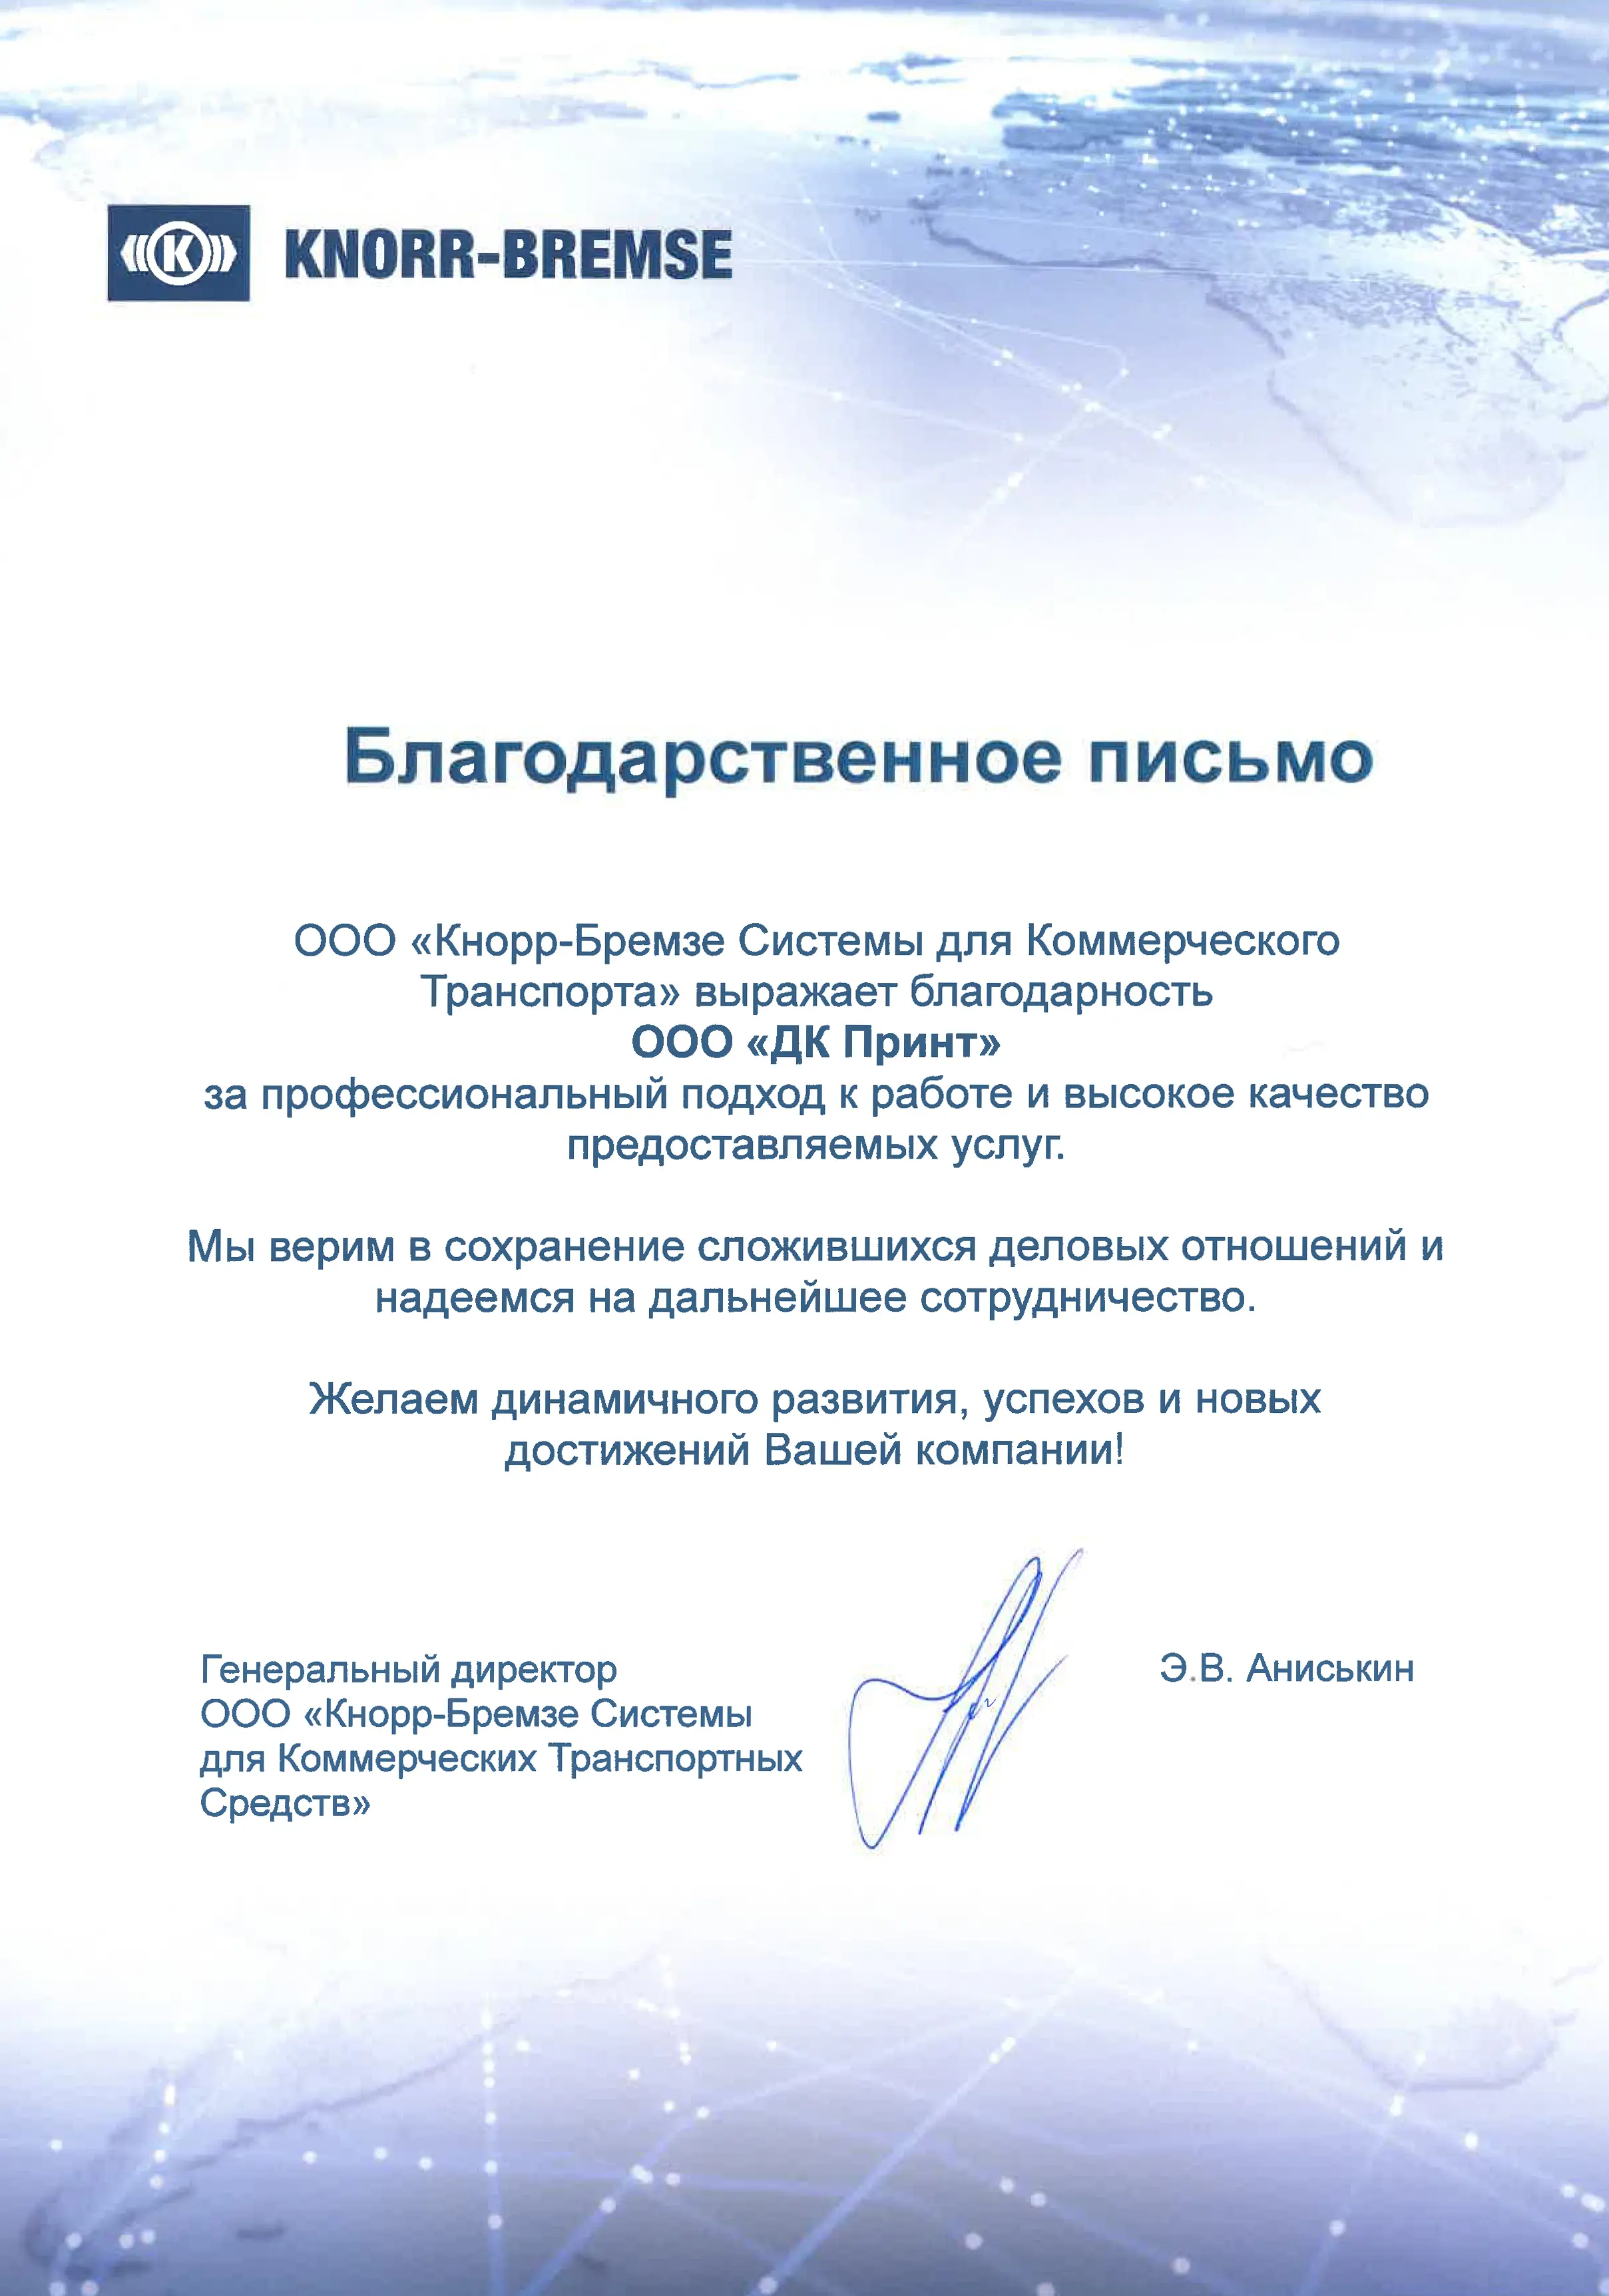 KNORR-BREMSE
Благодарственное письмо
ООО «Кнорр-Бремзе Системы для Коммерческого
Транспорта» выражает благодарность
ООО «ДК Принт»
за профессиональный подход к работе и высокое качество
предоставляемых услуг.
Мы верим в сохранение сложившихся деловых отношений и
надеемся на дальнейшее сотрудничество.
Желаем динамичного развития, успехов и новых
достижений Вашей компании!
Генеральный директор
ООО «Кнорр-Бремзе Системы
для Коммерческих Транспортных
Средств»
Э.В. Аниськин